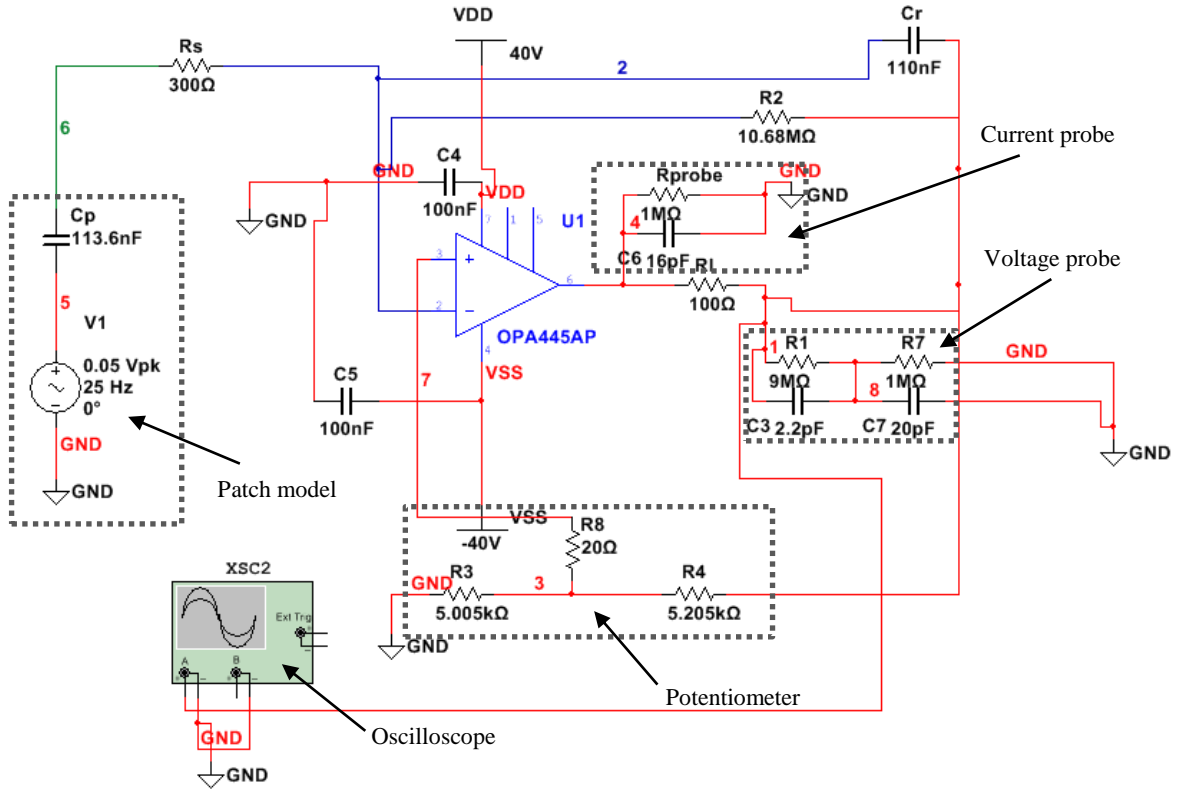 VDD
40V
Cr
110nF
Rs
300Ω
2
R2
10.68MΩ
Current probe
6
C4
GND
100nF
VDD
GND
Rprobe
1MΩ
GND
GND
4
C6
16pF
U1
7
1
5
3
2
6
4
OPA445AP
Rl
100Ω
Voltage probe
Cp
113.6nF
5
V1
0.05 Vpk
25 Hz
0°
GND
GND
Patch model
VSS
7
C5
100nF
1
R1
9MΩ
R7
1MΩ
GND
8
C3
2.2pF
C7
20pF
GND
VSS
-40V
R8
20Ω
GND
R3
5.005kΩ
3
R4
5.205kΩ
GND
Potentiometer
XSC2
Ext Trig
A
B
GND
GND
Oscilloscope